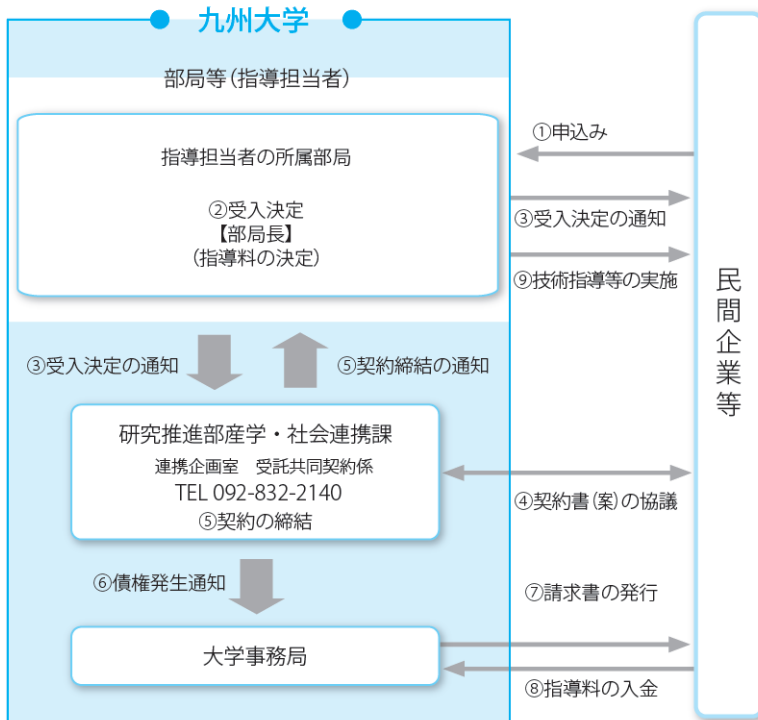 九州大学
部局等(指導担当者)
指導担当者の所属部局
②受入決定
【部局長】
(指導料の決定)
①申込み
③受入決定の通知
⑨技術指導等の実施
民間企業等
③受入決定の通知
⑤契約締結の通知
研究推進部産学・社会連携課
連携企画室　受託共同契約係
TEL 092-832-2140
⑤契約の締結
④契約書(案)の協議
⑥債権発生通知
⑦請求書の発行
大学事務局
⑧指導料の入金